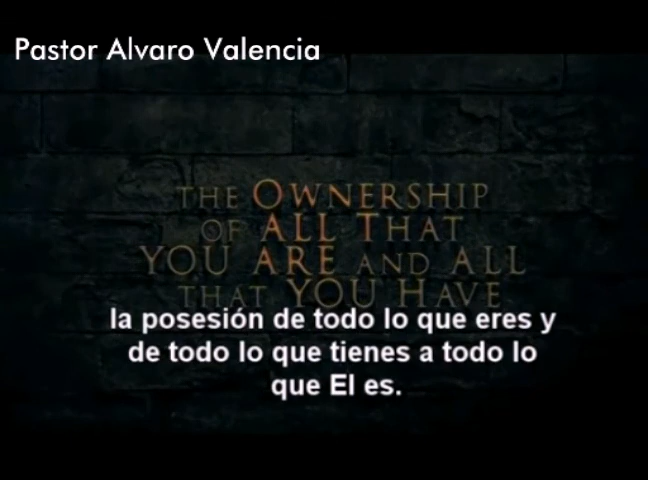 Pastor Alvaro Valencia
THE OWNERSHIP
OF ALL THAT
YOU ARE AND ALL
THAT YOU HAVE
la posesión de todo lo que eres y
de todo lo que tienes a todo lo
que El es.